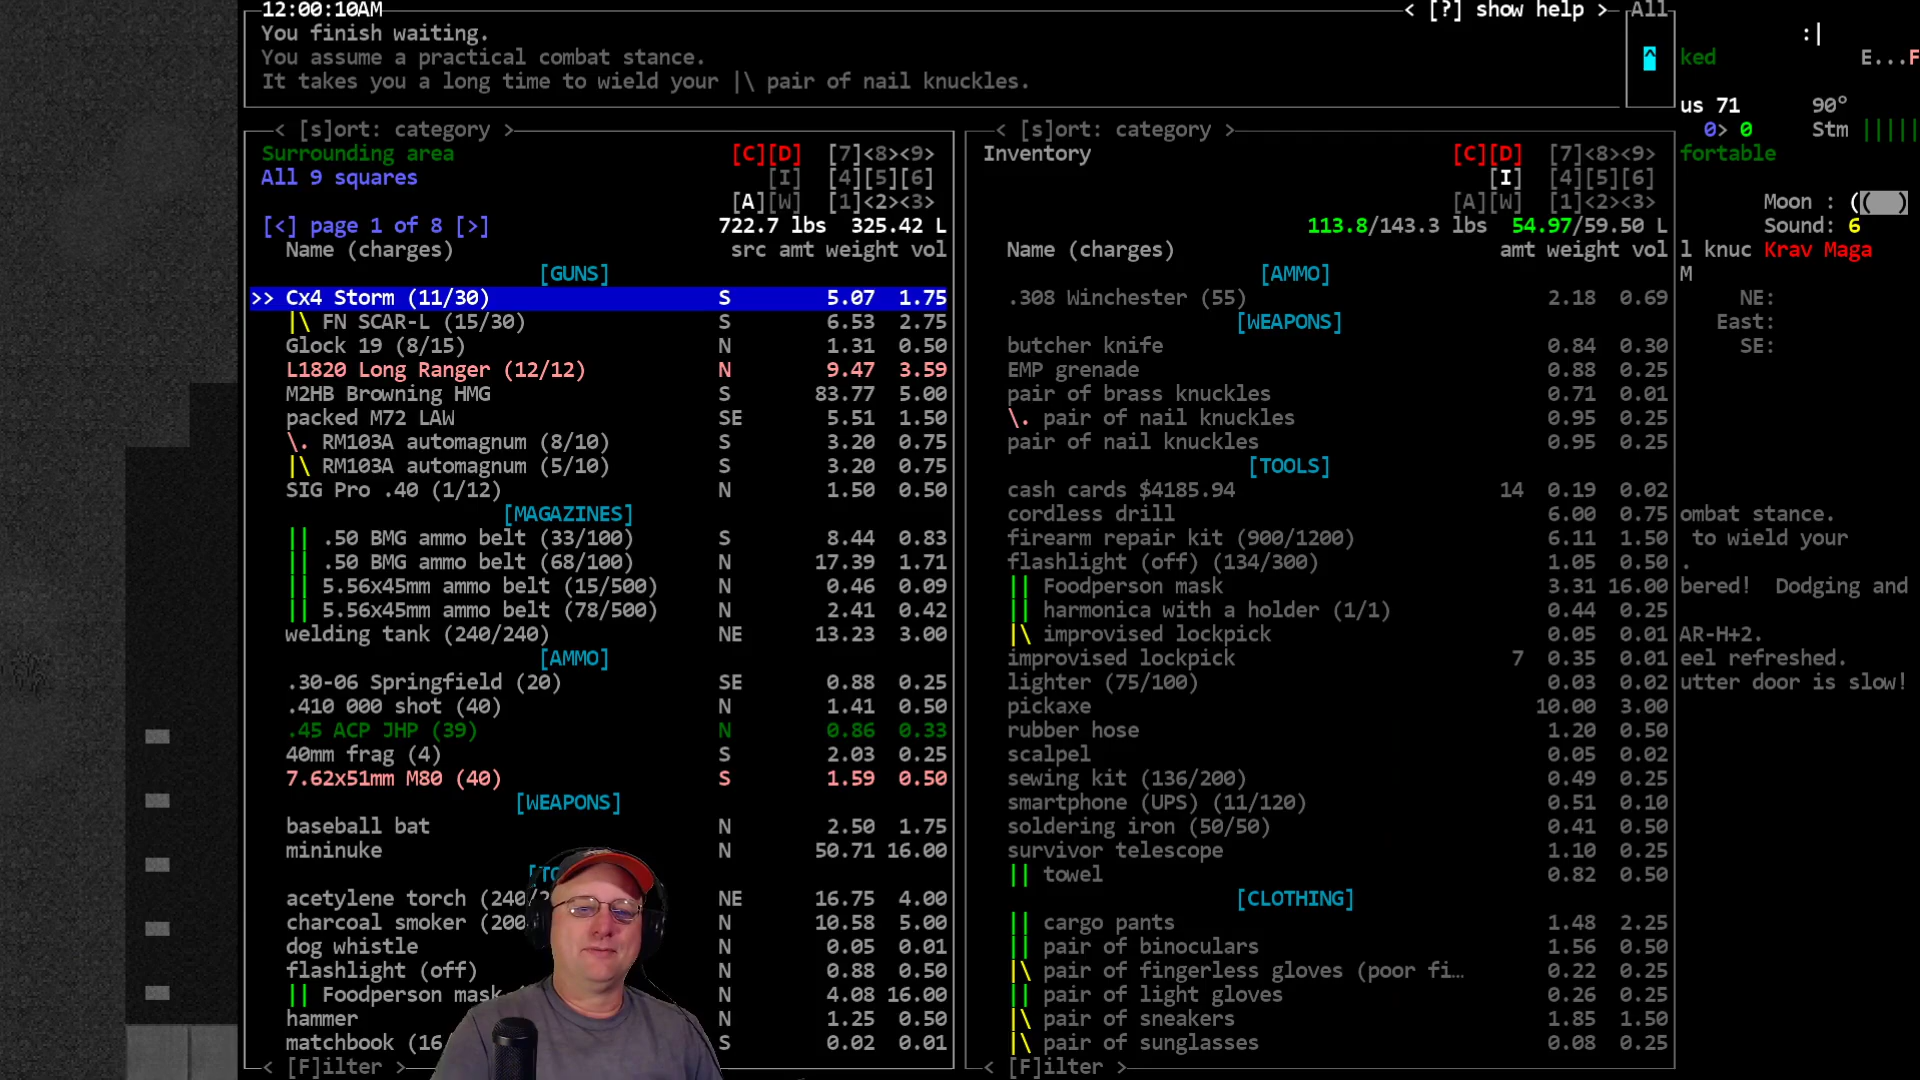 12:00:10AM
< [?] show help >
All
You finish waiting.
You assume a practical combat stance.
It takes you a long time to wield your |\ pair of nail knuckles.
^
:|
ked
E...F
us 71 90°
0> 0 Stm |||||
fortable
Moon : (( )
Sound: 6
l knuc Krav Maga
M
NE:
East:
SE:
ombat stance.
to wield your
.
bered! Dodging and
AR-H+2.
eel refreshed.
utter door is slow!
< [s]ort: category >
Surrounding area [C][D] [7]<8><9>
All 9 squares [I] [4][5][6]
[A][W] [1]<2><3>
[<] page 1 of 8 [>] 722.7 lbs 325.42 L
Name (charges) src amt weight vol
[GUNS]
>> Cx4 Storm (11/30) S 5.07 1.75
|\ FN SCAR-L (15/30) S 6.53 2.75
Glock 19 (8/15) N 1.31 0.50
L1820 Long Ranger (12/12) N 9.47 3.59
M2HB Browning HMG S 83.77 5.00
packed M72 LAW SE 5.51 1.50
\. RM103A automagnum (8/10) S 3.20 0.75
|\ RM103A automagnum (5/10) S 3.20 0.75
SIG Pro .40 (1/12) N 1.50 0.50
[MAGAZINES]
|| .50 BMG ammo belt (33/100) S 8.44 0.83
|| .50 BMG ammo belt (68/100) N 17.39 1.71
|| 5.56x45mm ammo belt (15/500) N 0.46 0.09
|| 5.56x45mm ammo belt (78/500) N 2.41 0.42
welding tank (240/240) NE 13.23 3.00
[AMMO]
.30-06 Springfield (20) SE 0.88 0.25
.410 000 shot (40) N 1.41 0.50
.45 ACP JHP (39) N 0.86 0.33
40mm frag (4) S 2.03 0.25
7.62x51mm M80 (40) S 1.59 0.50
[WEAPONS]
baseball bat N 2.50 1.75
mininuke N 50.71 16.00
[TO
acetylene torch (240/2 NE 16.75 4.00
charcoal smoker (200 N 10.58 5.00
dog whistle N 0.05 0.01
flashlight (off) N 0.88 0.50
|| Foodperson mask N 4.08 16.00
hammer N 1.25 0.50
matchbook (16 S 0.02 0.01
< [F]ilter >
< [s]ort: category >
Inventory [C][D] [7]<8><9>
[I] [4][5][6]
[A][W] [1]<2><3>
113.8/143.3 lbs 54.97/59.50 L
Name (charges) amt weight vol
[AMMO]
.308 Winchester (55) 2.18 0.69
[WEAPONS]
butcher knife 0.84 0.30
EMP grenade 0.88 0.25
pair of brass knuckles 0.71 0.01
\. pair of nail knuckles 0.95 0.25
pair of nail knuckles 0.95 0.25
[TOOLS]
cash cards $4185.94 14 0.19 0.02
cordless drill 6.00 0.75
firearm repair kit (900/1200) 6.11 1.50
flashlight (off) (134/300) 1.05 0.50
|| Foodperson mask 3.31 16.00
|| harmonica with a holder (1/1) 0.44 0.25
|\ improvised lockpick 0.05 0.01
improvised lockpick 7 0.35 0.01
lighter (75/100) 0.03 0.02
pickaxe 10.00 3.00
rubber hose 1.20 0.50
scalpel 0.05 0.02
sewing kit (136/200) 0.49 0.25
smartphone (UPS) (11/120) 0.51 0.10
soldering iron (50/50) 0.41 0.50
survivor telescope 1.10 0.25
|| towel 0.82 0.50
[CLOTHING]
|| cargo pants 1.48 2.25
|| pair of binoculars 1.56 0.50
|\ pair of fingerless gloves (poor fi… 0.22 0.25
|| pair of light gloves 0.26 0.25
|\ pair of sneakers 1.85 1.50
|\ pair of sunglasses 0.08 0.25
< [F]ilter >